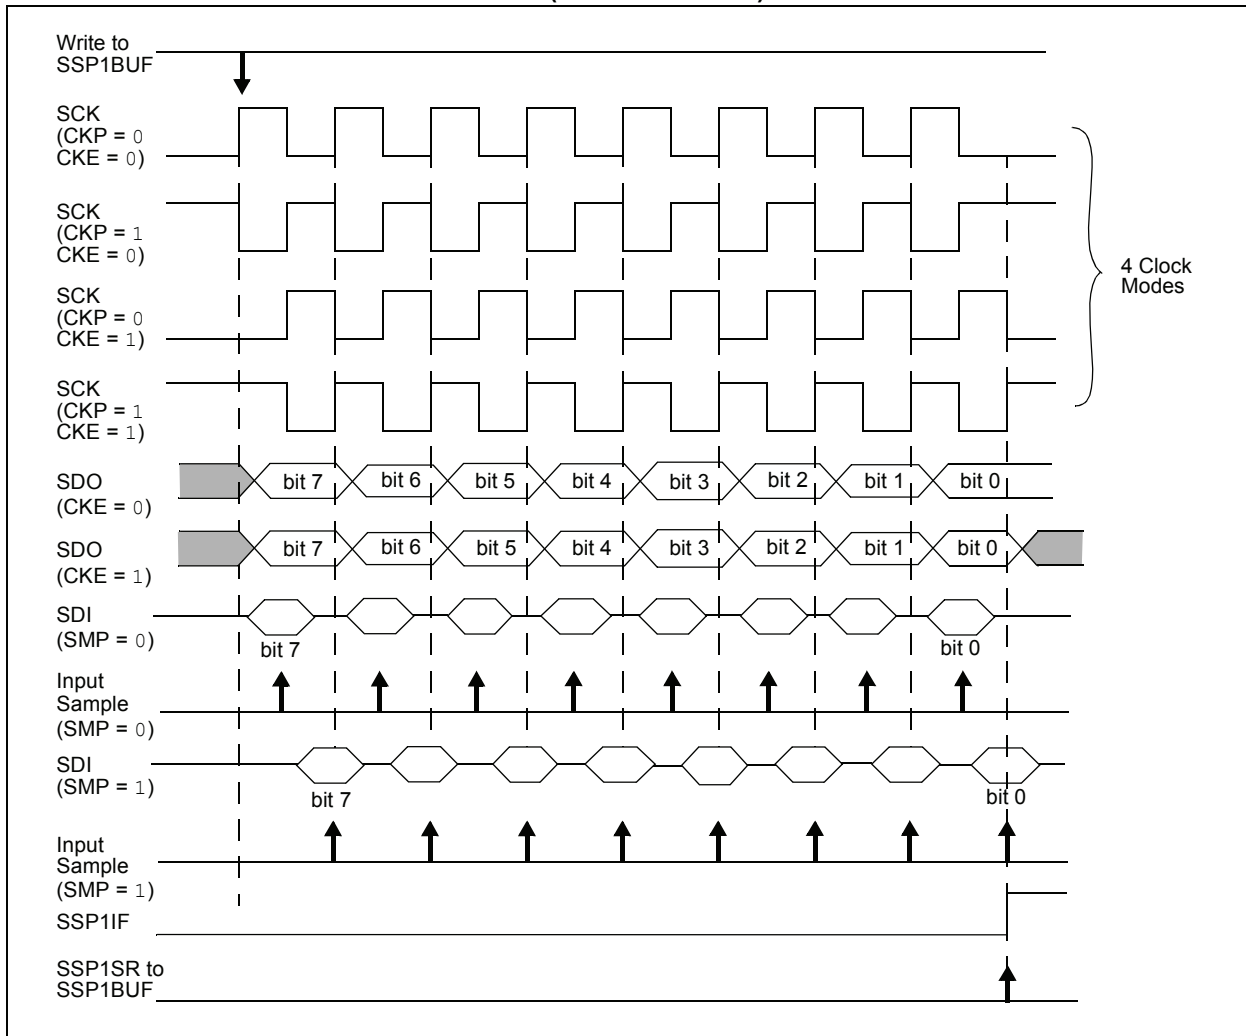 Write to
SSP1BUF
SCK
(CKP = 0
CKE = 0)
SCK
(CKP = 1
CKE = 0)
4 Clock
Modes
SCK
(CKP = 0
CKE = 1)
SCK
(CKP = 1
CKE = 1)
SDO
(CKE = 0)
bit 7 bit 6 bit 5 bit 4 bit 3 bit 2 bit 1 bit 0
SDO
(CKE = 1)
bit 7 bit 6 bit 5 bit 4 bit 3 bit 2 bit 1 bit 0
SDI
(SMP = 0)
bit 7 bit 0
Input
Sample
(SMP = 0)
SDI
(SMP = 1)
bit 7 bit 0
Input
Sample
(SMP = 1)
SSP1IF
SSP1SR to
SSP1BUF